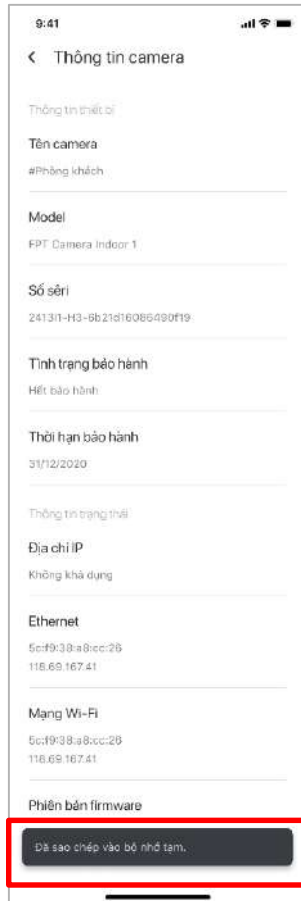 9:41
Thông tin camera
Thông tin thiết bị
Tên camera
#Phòng khách
Model
FPT Camera Indoor 1
Số sêri
Tình trạng bảo hành
Hết bảo hành
Thời hạn bảo hành
31/12/2020
Thông tin trạng thái
Địa chỉ IP
Không khả dụng
Ethernet
5c:f9:38:a8:cc:26
118.69.167.41
Mạng Wi-Fi
5c:f9:38:a8:cc:26
118.69.167.41
Phiên bản firmware
Đã sao chép vào bộ nhớ tạm.